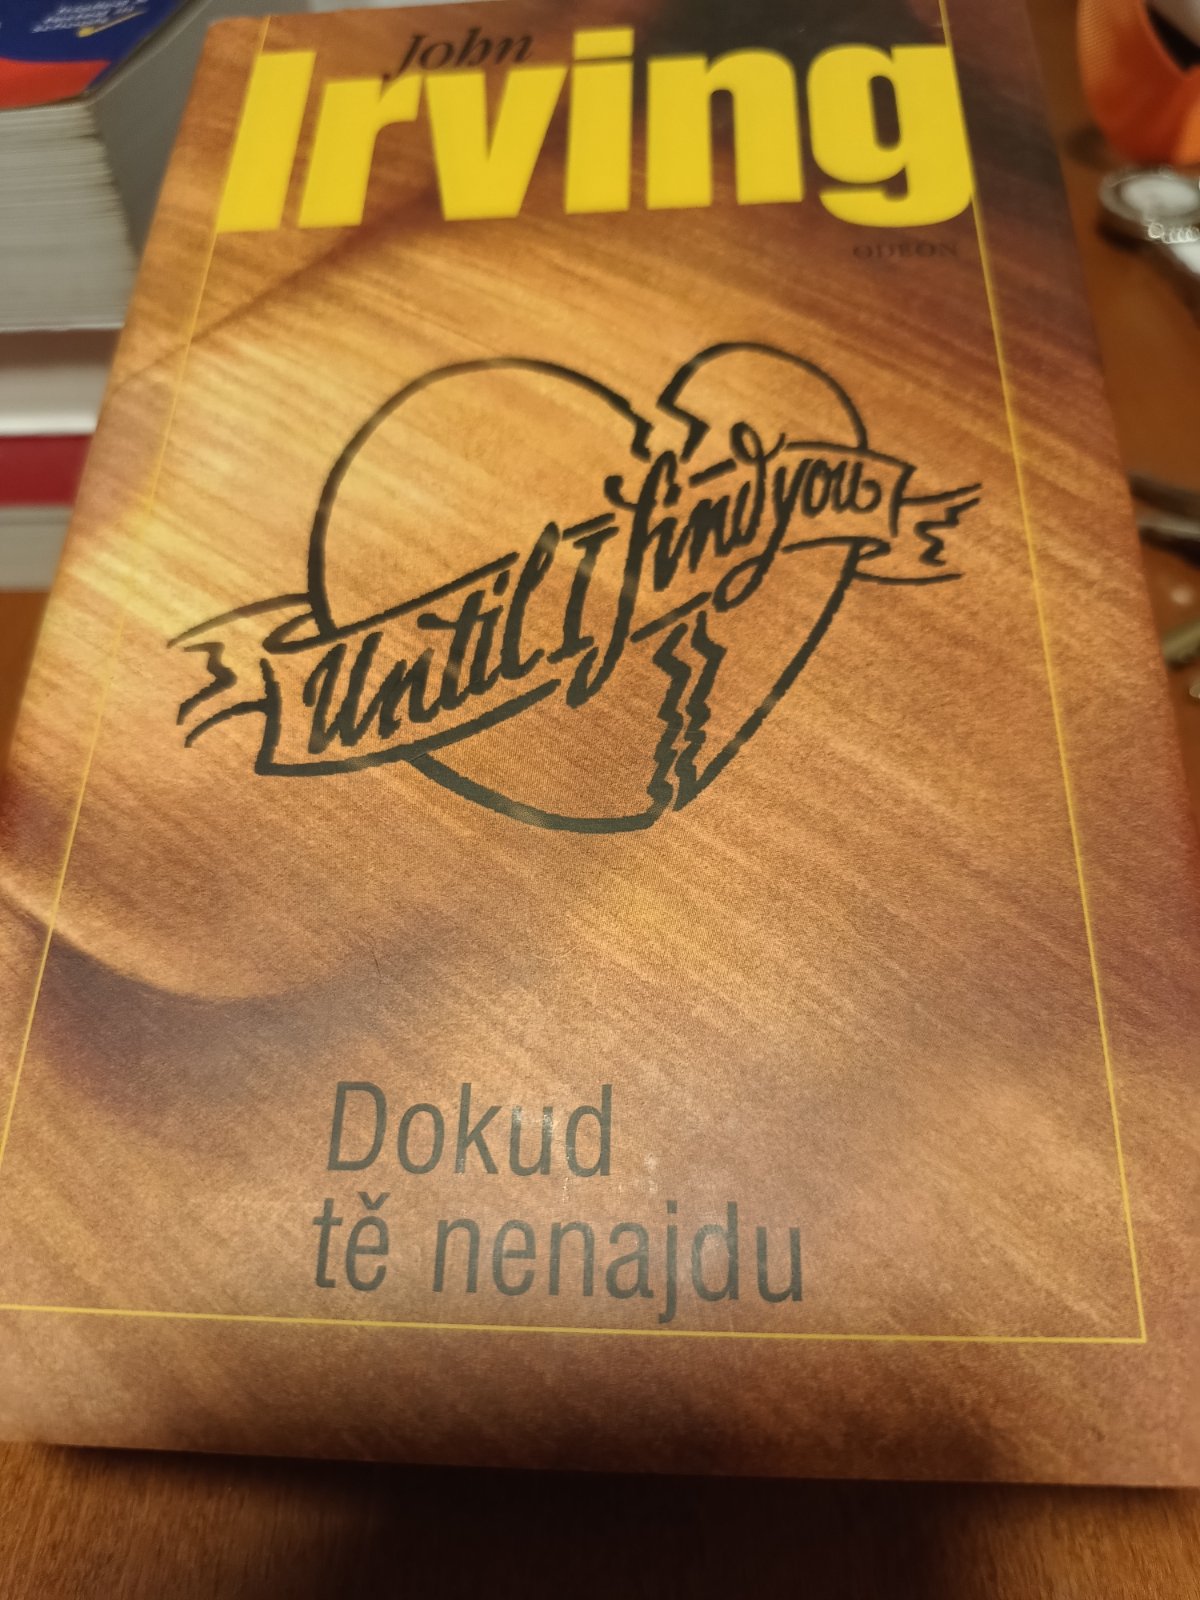 John
Irving
ODEON
Until I find you
Dokud
tě nenajdu